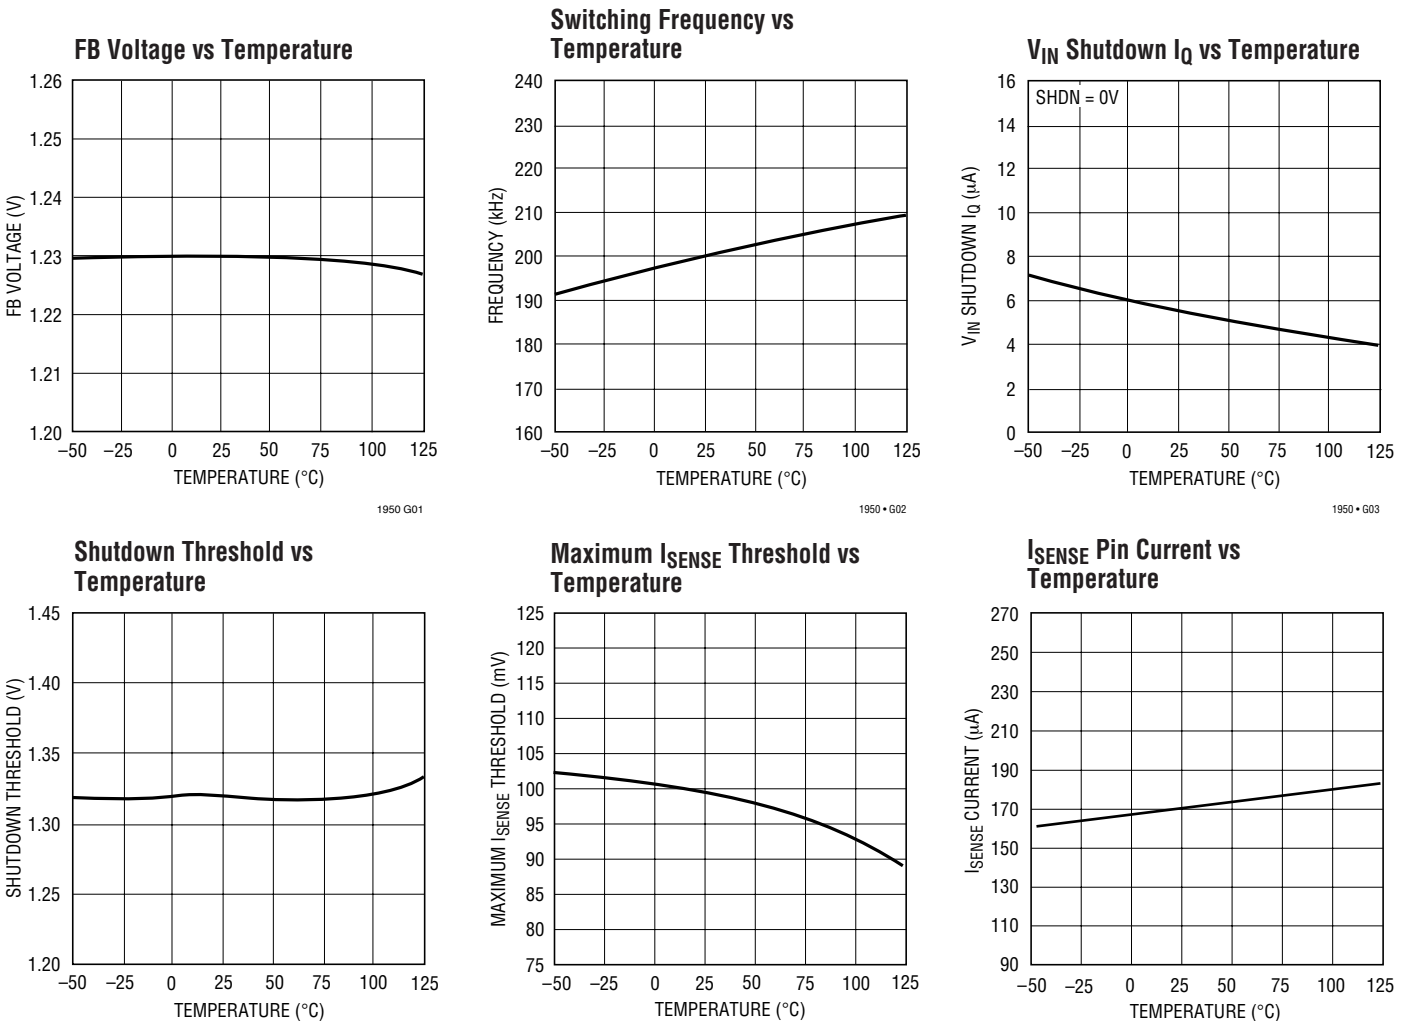 FB Voltage vs Temperature
1.26
1.25
1.24
1.23
1.22
1.21
1.20
FB VOLTAGE (V)
–50 –25 0 25 50 75 100 125
TEMPERATURE (°C)
1950 G01
Switching Frequency vs
Temperature
240
230
220
210
200
190
180
170
160
FREQUENCY (kHz)
–50 –25 0 25 50 75 100 125
TEMPERATURE (°C)
1950 • G02
VIN Shutdown IQ vs Temperature
SHDN = 0V
16
14
12
10
8
6
4
2
0
VIN SHUTDOWN IQ (µA)
–50 –25 0 25 50 75 100 125
TEMPERATURE (°C)
1950 • G03
Shutdown Threshold vs
Temperature
1.45
1.40
1.35
1.30
1.25
1.20
SHUTDOWN THRESHOLD (V)
–50 –25 0 25 50 75 100 125
TEMPERATURE (°C)
Maximum ISENSE Threshold vs
Temperature
125
120
115
110
105
100
95
90
85
80
75
MAXIMUM ISENSE THRESHOLD (mV)
–50 –25 0 25 50 75 100 125
TEMPERATURE (°C)
ISENSE Pin Current vs
Temperature
270
250
230
210
190
170
150
130
110
90
ISENSE CURRENT (µA)
–50 –25 0 25 50 75 100 125
TEMPERATURE (°C)